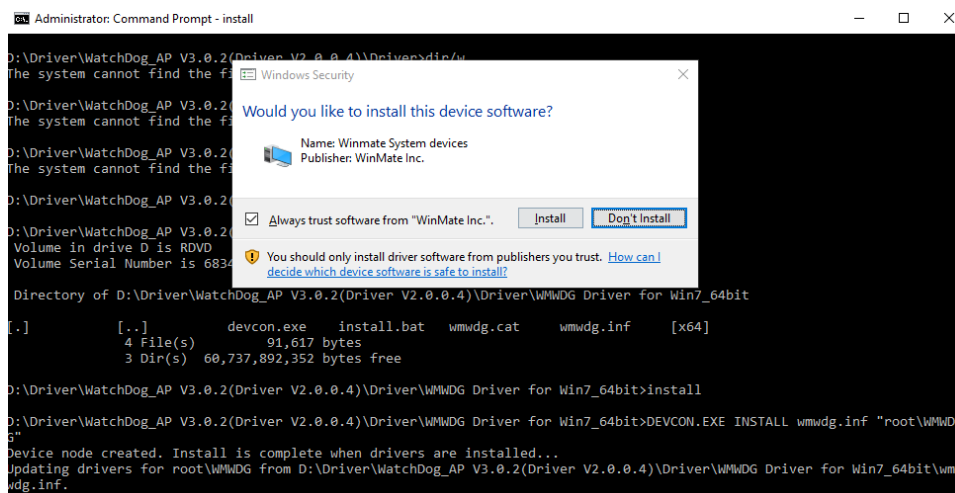 Administrator: Command Prompt - install
D:\Driver\WatchDog_AP V3.0.2(Driver V2.0.0.4)\Driver>dir/w
The system cannot find the fi
D:\Driver\WatchDog_AP V3.0.2(
The system cannot find the fi
D:\Driver\WatchDog_AP V3.0.2(
The system cannot find the fi
D:\Driver\WatchDog_AP V3.0.2(
D:\Driver\WatchDog_AP V3.0.2(
Volume in drive D is RDVD
Volume Serial Number is 6834
Windows Security
Would you like to install this device software?
Name: Winmate System devices
Publisher: WinMate Inc.
Always trust software from "WinMate Inc.".
Install
Don't Install
You should only install driver software from publishers you trust. How can I
decide which device software is safe to install?
Directory of D:\Driver\WatchDog_AP V3.0.2(Driver V2.0.0.4)\Driver\WMWDG Driver for Win7_64bit
[.] [..] devcon.exe install.bat wmwdg.cat wmwdg.inf [x64]
4 File(s) 91,617 bytes
3 Dir(s) 60,737,892,352 bytes free
D:\Driver\WatchDog_AP V3.0.2(Driver V2.0.0.4)\Driver\WMWDG Driver for Win7_64bit>install
D:\Driver\WatchDog_AP V3.0.2(Driver V2.0.0.4)\Driver\WMWDG Driver for Win7_64bit>DEVCON.EXE INSTALL wmwdg.inf "root\WMWD
G"
Device node created. Install is complete when drivers are installed...
Updating drivers for root\WMWDG from D:\Driver\WatchDog_AP V3.0.2(Driver V2.0.0.4)\Driver\WMWDG Driver for Win7_64bit\wm
wdg.inf.